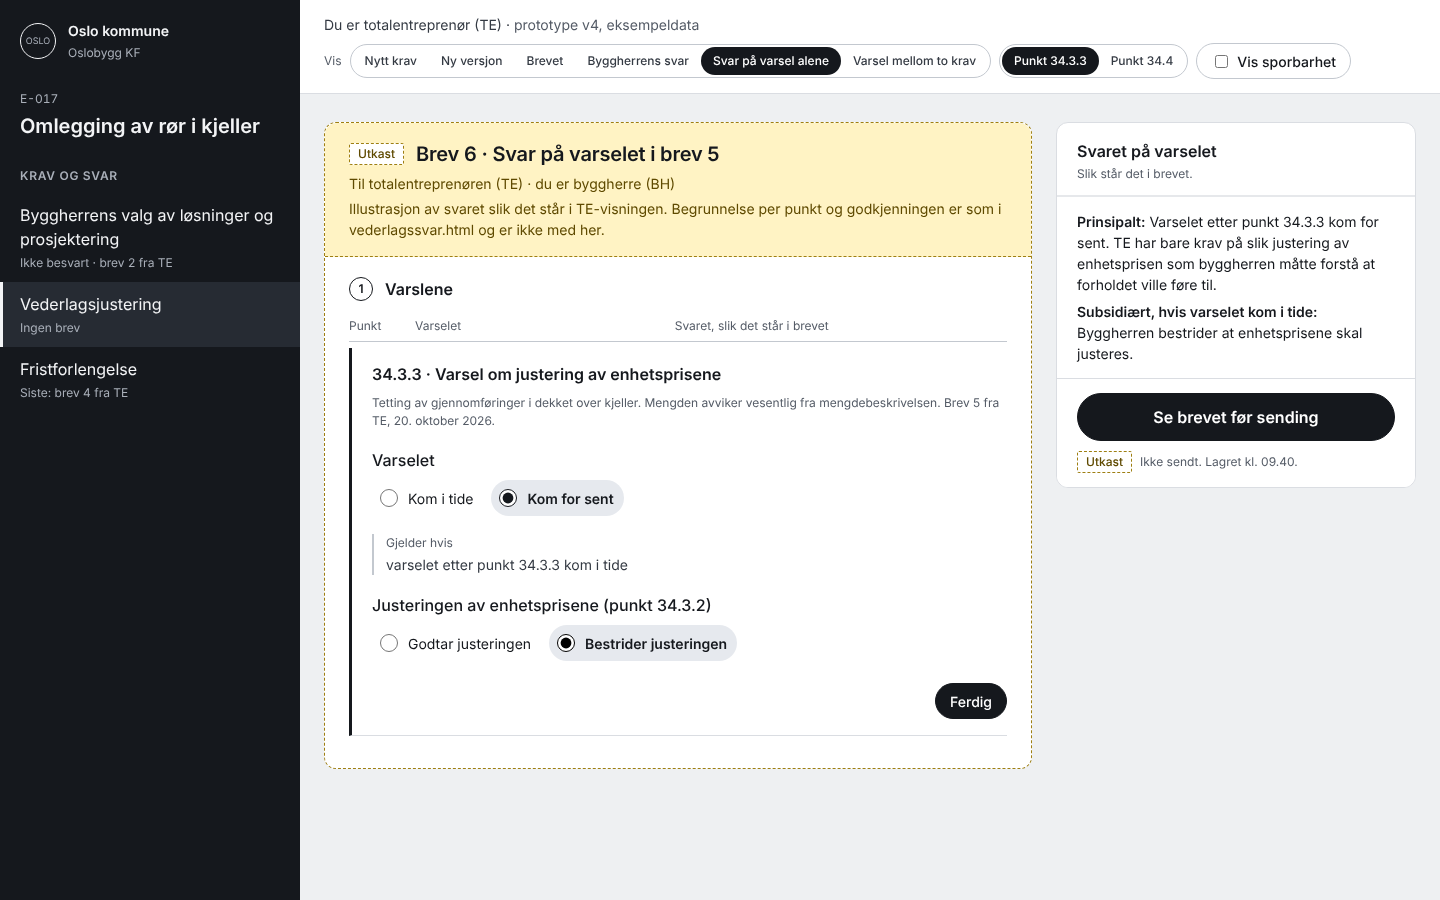 OSLO
Oslo kommune
Oslobygg KF
E-017
Omlegging av rør i kjeller
KRAV OG SVAR
Byggherrens valg av løsninger og
prosjektering
Ikke besvart · brev 2 fra TE
Vederlagsjustering
Ingen brev
Fristforlengelse
Siste: brev 4 fra TE
Du er totalentreprenør (TE) · prototype v4, eksempeldata
Vis Nytt krav Ny versjon Brevet Byggherrens svar Svar på varsel alene Varsel mellom to krav Punkt 34.3.3 Punkt 34.4 Vis sporbarhet
Utkast Brev 6 · Svar på varselet i brev 5
Til totalentreprenøren (TE) · du er byggherre (BH)
Illustrasjon av svaret slik det står i TE-visningen. Begrunnelse per punkt og godkjenningen er som i
vederlagssvar.html og er ikke med her.
1 Varslene
Punkt Varselet Svaret, slik det står i brevet
34.3.3 · Varsel om justering av enhetsprisene
Tetting av gjennomføringer i dekket over kjeller. Mengden avviker vesentlig fra mengdebeskrivelsen. Brev 5 fra
TE, 20. oktober 2026.
Varselet
Kom i tide Kom for sent
Gjelder hvis
varselet etter punkt 34.3.3 kom i tide
Justeringen av enhetsprisene (punkt 34.3.2)
Godtar justeringen Bestrider justeringen
Ferdig
Svaret på varselet
Slik står det i brevet.
Prinsipalt: Varselet etter punkt 34.3.3 kom for
sent. TE har bare krav på slik justering av
enhetsprisen som byggherren måtte forstå at
forholdet ville føre til.
Subsidiært, hvis varselet kom i tide:
Byggherren bestrider at enhetsprisene skal
justeres.
Se brevet før sending
Utkast Ikke sendt. Lagret kl. 09.40.